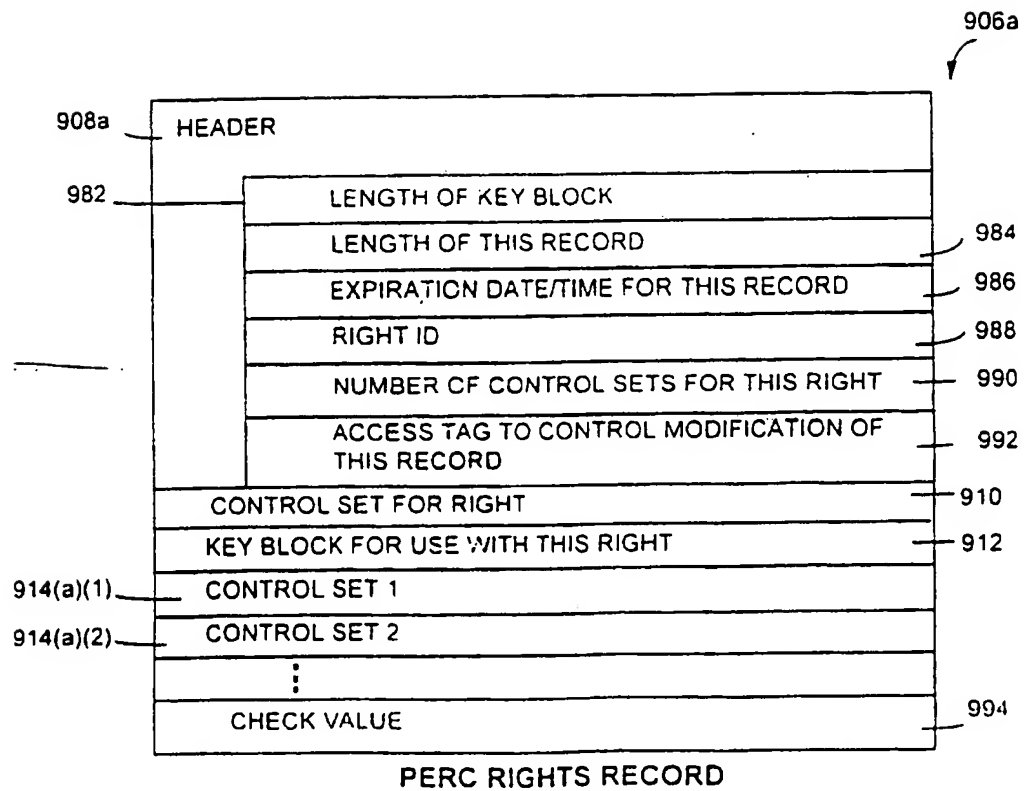 906a
908a HEADER
982 LENGTH OF KEY BLOCK
LENGTH OF THIS RECORD 984
EXPIRATION DATE/TIME FOR THIS RECORD 986
RIGHT ID 988
NUMBER CF CONTROL SETS FOR THIS RIGHT 990
ACCESS TAG TO CONTROL MODIFICATION OF 992
THIS RECORD
CONTROL SET FOR RIGHT 910
KEY BLOCK FOR USE WITH THIS RIGHT 912
914(a)(1) CONTROL SET 1
914(a)(2) CONTROL SET 2
CHECK VALUE 994
PERC RIGHTS RECORD